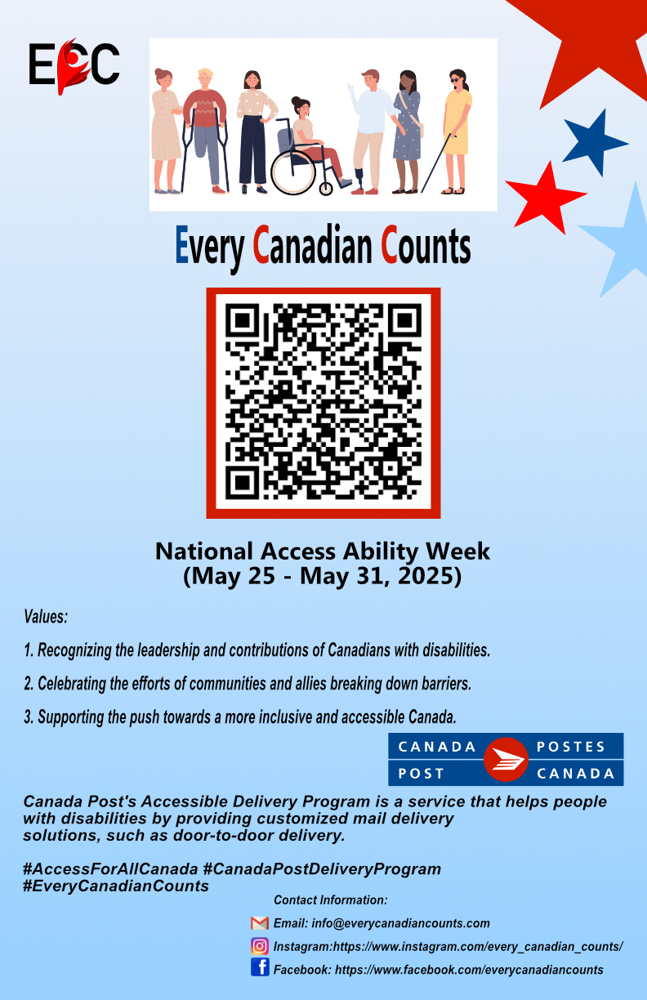 ECC
Every Canadian Counts
National Access Ability Week
(May 25 - May 31, 2025)
Values:
1. Recognizing the leadership and contributions of Canadians with disabilities.
2. Celebrating the efforts of communities and allies breaking down barriers.
3. Supporting the push towards a more inclusive and accessible Canada.
CANADA POSTES
POST CANADA
Canada Post's Accessible Delivery Program is a service that helps people
with disabilities by providing customized mail delivery
solutions, such as door-to-door delivery.
#AccessForAllCanada #CanadaPostDeliveryProgram
#EveryCanadianCounts
Contact Information:
Email: info@everycanadiancounts.com
Instagram:https://www.instagram.com/every_canadian_counts/
Facebook: https://www.facebook.com/everycanadiancounts